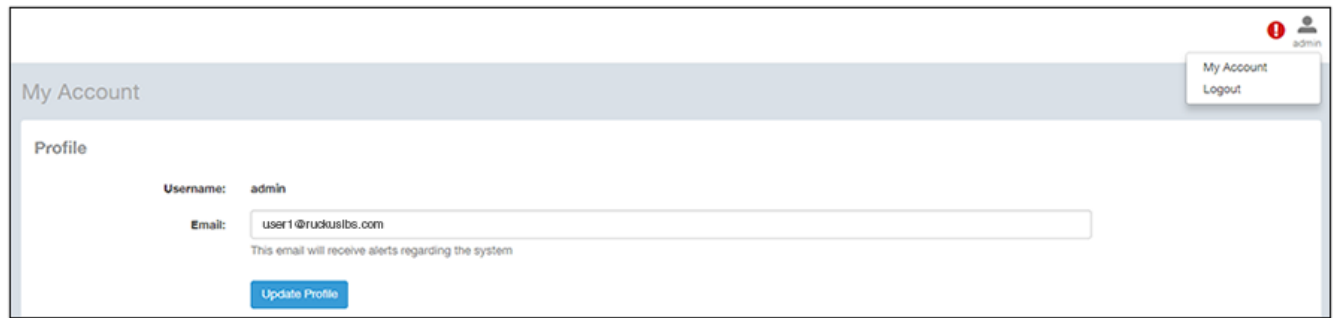 admin
My Account
Logout
My Account
Profile
Username: admin
Email: user1@ruckuslbs.com
This email will receive alerts regarding the system
Update Profile